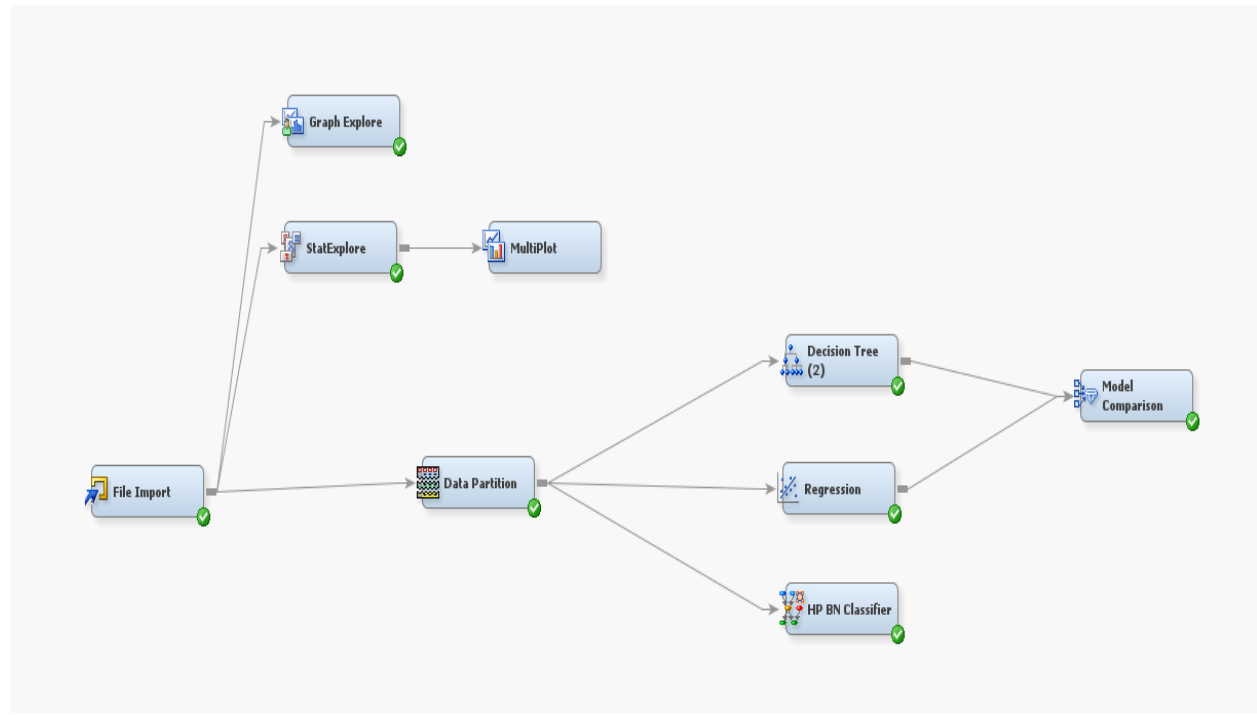 Graph Explore
StatExplore
MultiPlot
Decision Tree
(2)
Model
Comparison
File Import
Data Partition
Regression
HP BN Classifier